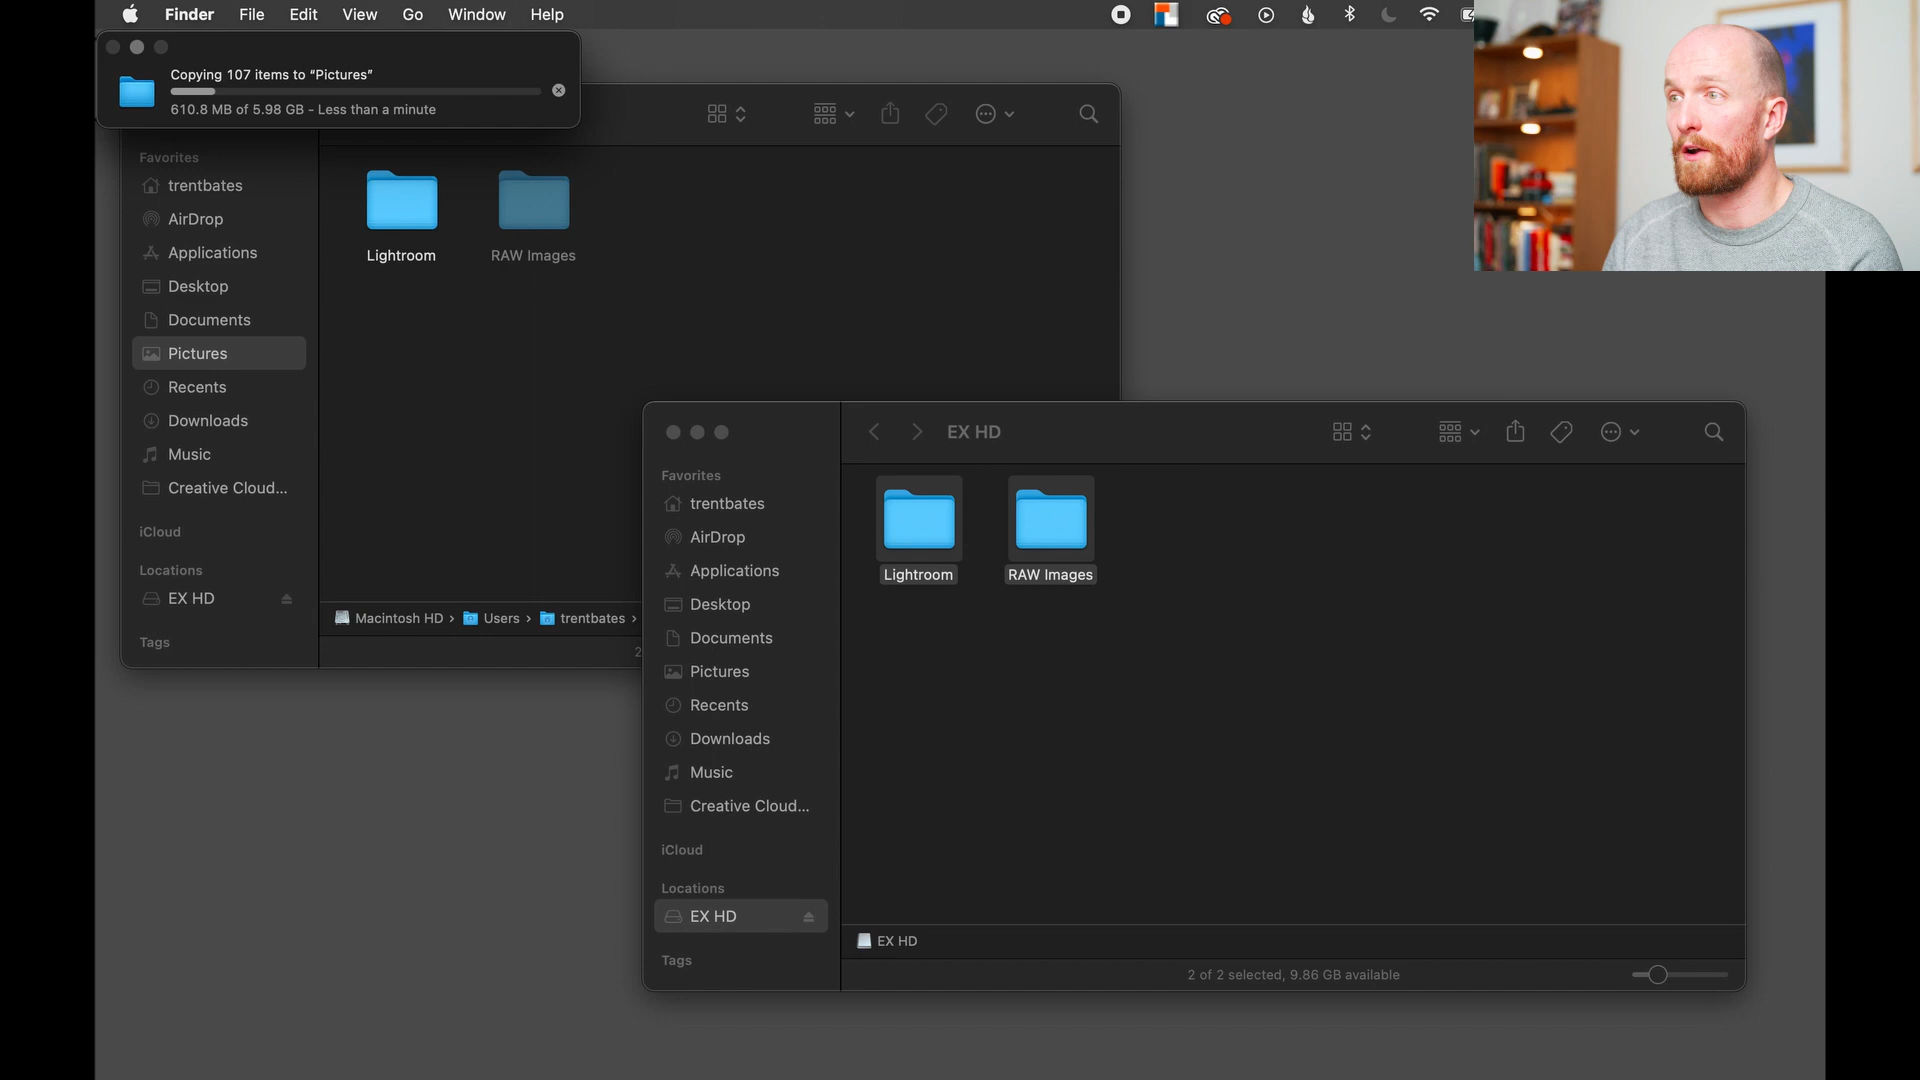 Finder File Edit View Go Window Help
Copying 107 items to “Pictures”
610.8 MB of 5.98 GB - Less than a minute
Favorites
trentbates
AirDrop
Applications
Desktop
Documents
Pictures
Recents
Downloads
Music
Creative Cloud...
iCloud
Locations
EX HD
Tags
Lightroom RAW Images
Macintosh HD › Users › trentbates ›
2
EX HD
Favorites
trentbates
AirDrop
Applications
Desktop
Documents
Pictures
Recents
Downloads
Music
Creative Cloud...
iCloud
Locations
EX HD
Tags
Lightroom RAW Images
EX HD
2 of 2 selected, 9.86 GB available